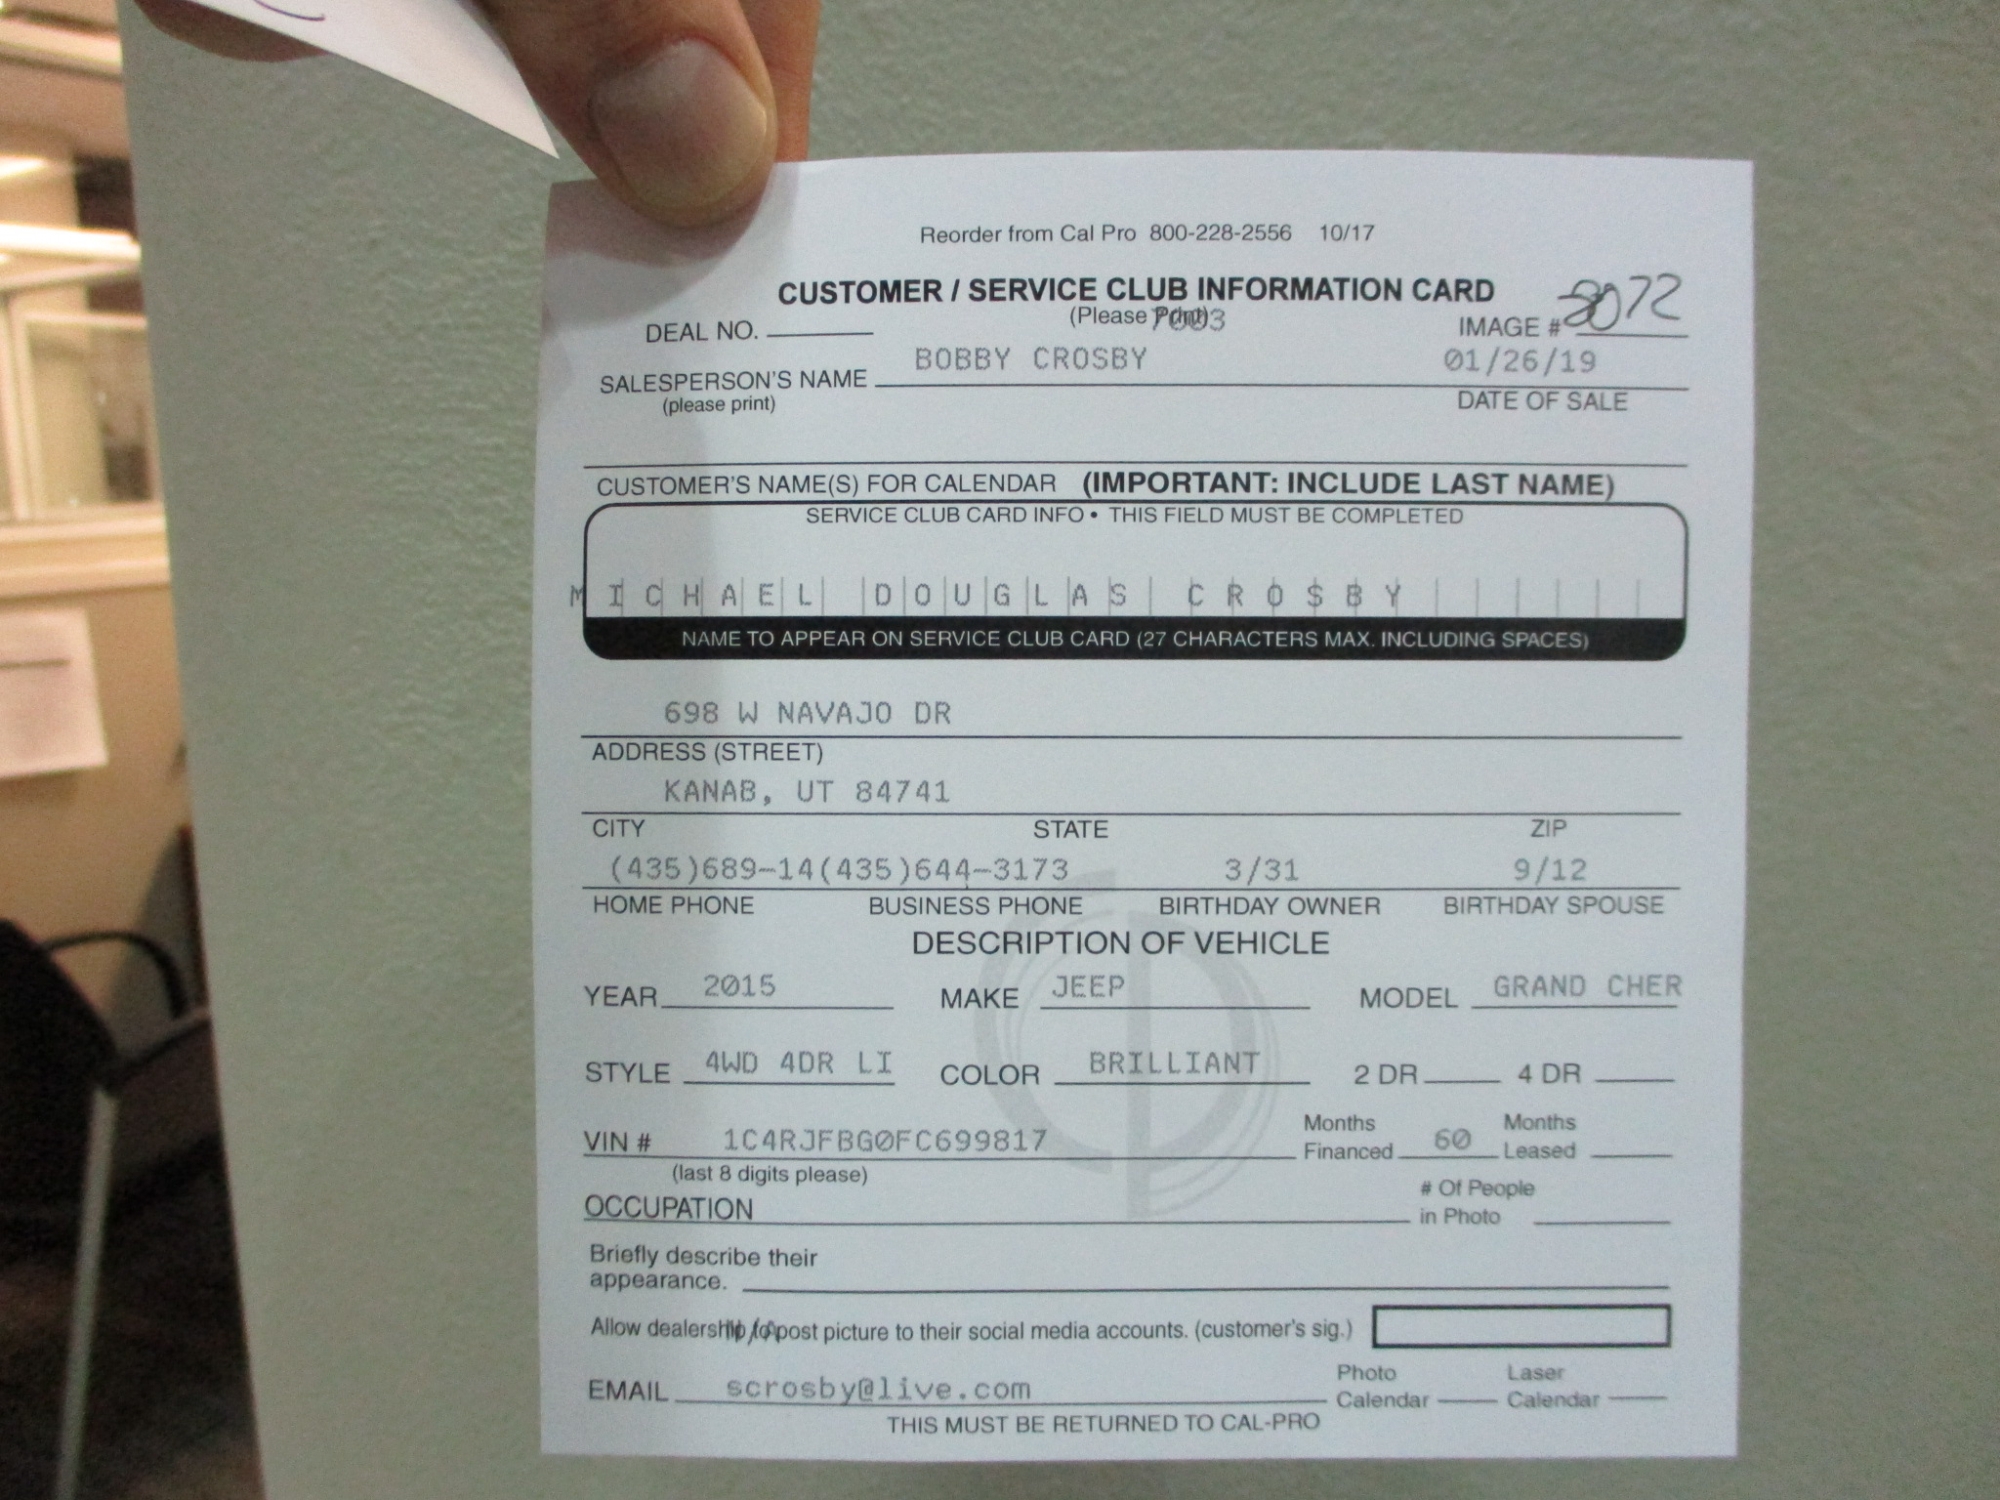 Reorder from Cal Pro 800-228-2556 10/17
CUSTOMER / SERVICE CLUB INFORMATION CARD
(Please Print) 7003
DEAL NO. IMAGE # 8072
SALESPERSON'S NAME BOBBY CROSBY 01/26/19
(please print) DATE OF SALE
CUSTOMER'S NAME(S) FOR CALENDAR (IMPORTANT: INCLUDE LAST NAME)
SERVICE CLUB CARD INFO • THIS FIELD MUST BE COMPLETED
MICHAEL DOUGLAS CROSBY
NAME TO APPEAR ON SERVICE CLUB CARD (27 CHARACTERS MAX. INCLUDING SPACES)
698 W NAVAJO DR
ADDRESS (STREET)
KANAB, UT 84741
CITY STATE ZIP
(435)689-14(435)644-3173 3/31 9/12
HOME PHONE BUSINESS PHONE BIRTHDAY OWNER BIRTHDAY SPOUSE
DESCRIPTION OF VEHICLE
YEAR 2015 MAKE JEEP MODEL GRAND CHER
STYLE 4WD 4DR LI COLOR BRILLIANT 2 DR 4 DR
VIN # 1C4RJFBG0FC699817 Months Financed 60 Months Leased
(last 8 digits please)
OCCUPATION # Of People in Photo
Briefly describe their
appearance.
Allow dealership to post picture to their social media accounts. (customer's sig.)
EMAIL scrosby@live.com Photo Calendar Laser Calendar
THIS MUST BE RETURNED TO CAL-PRO